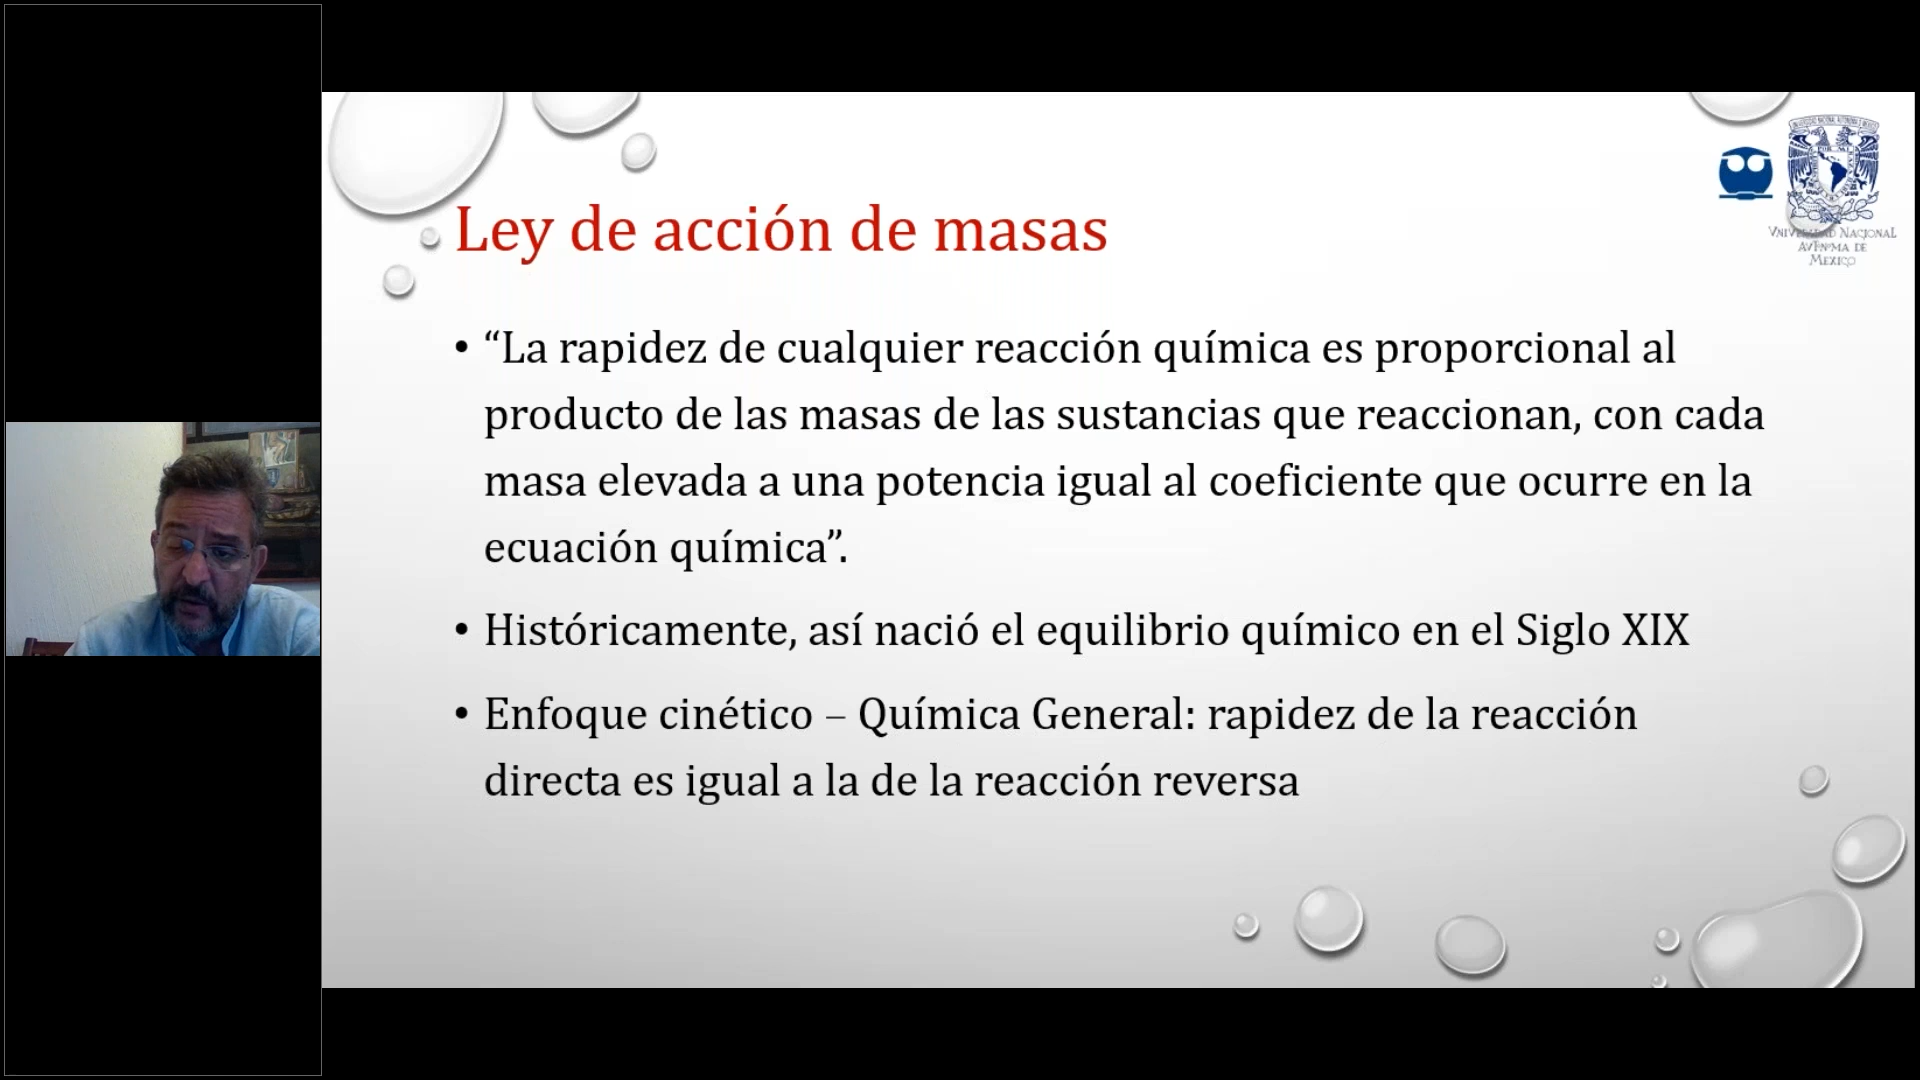 Ley de acción de masas
• “La rapidez de cualquier reacción química es proporcional al
producto de las masas de las sustancias que reaccionan, con cada
masa elevada a una potencia igual al coeficiente que ocurre en la
ecuación química”.
• Históricamente, así nació el equilibrio químico en el Siglo XIX
• Enfoque cinético – Química General: rapidez de la reacción
directa es igual a la de la reacción reversa
NACIONAL
DE
MEXICO